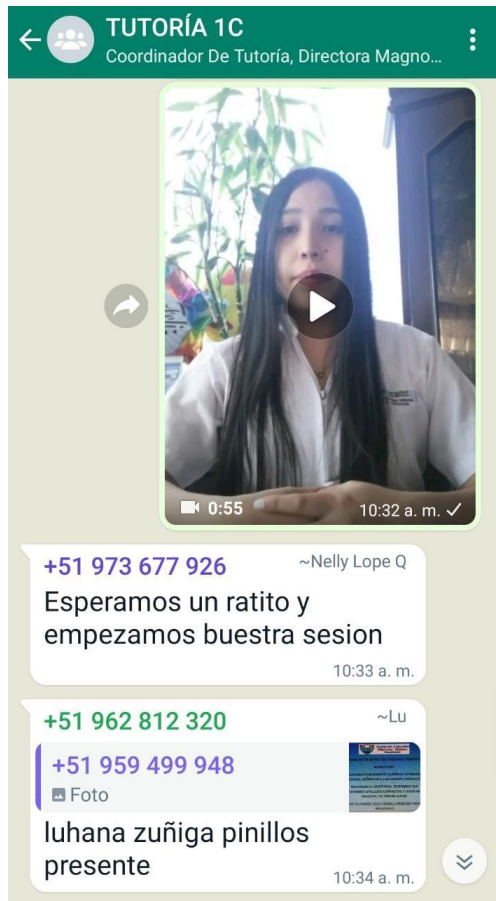 TUTORÍA 1C
Coordinador De Tutoría, Directora Magno...
0:55
10:32 a. m.
+51 973 677 926 ~Nelly Lope Q
Esperamos un ratito y
empezamos buestra sesion
10:33 a. m.
+51 962 812 320 ~Lu
+51 959 499 948
Foto
luhana zuñiga pinillos
presente
10:34 a. m.